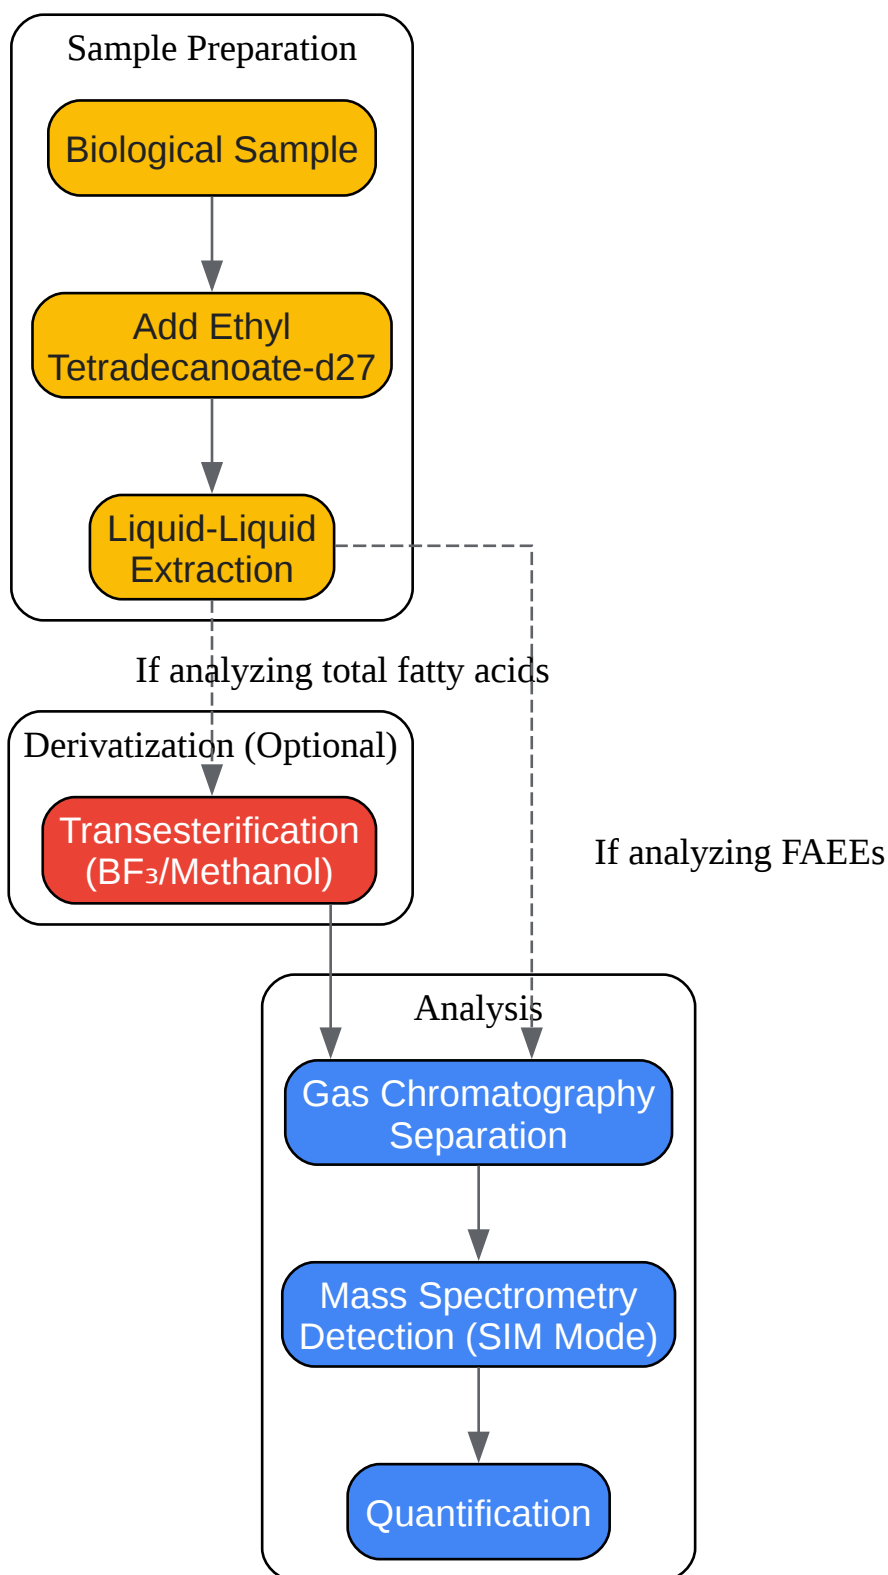 Sample Preparation
Biological Sample
Add Ethyl
Tetradecanoate-d27
Liquid-Liquid
Extraction
If analyzing total fatty acids
Derivatization (Optional)
Transesterification
(BF₃/Methanol)
If analyzing FAEEs
Analysis
Gas Chromatography
Separation
Mass Spectrometry
Detection (SIM Mode)
Quantification